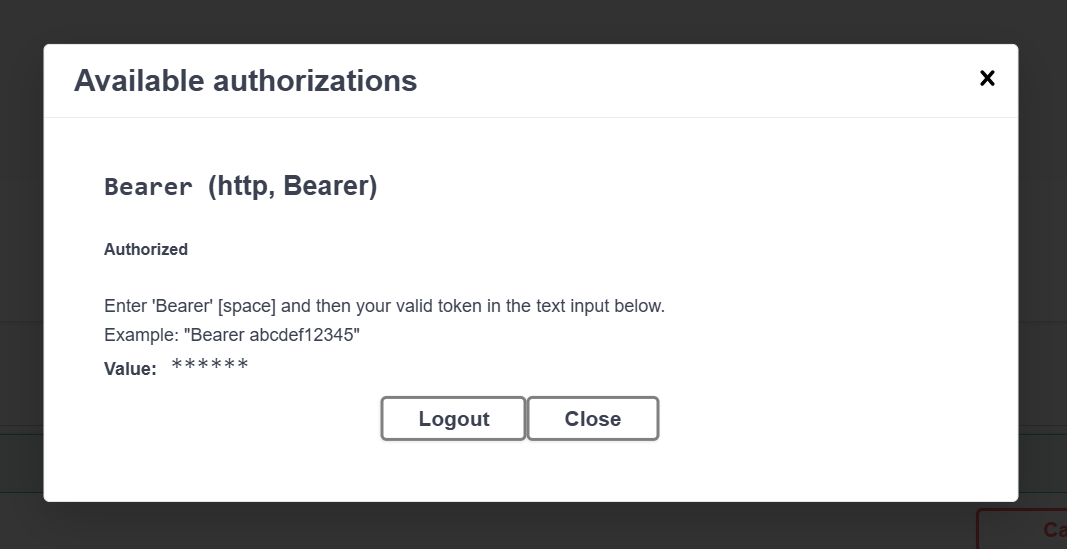 Available authorizations
Bearer (http, Bearer)
Authorized
Enter 'Bearer' [space] and then your valid token in the text input below.
Example: "Bearer abcdef12345"
Value: ******
Logout Close